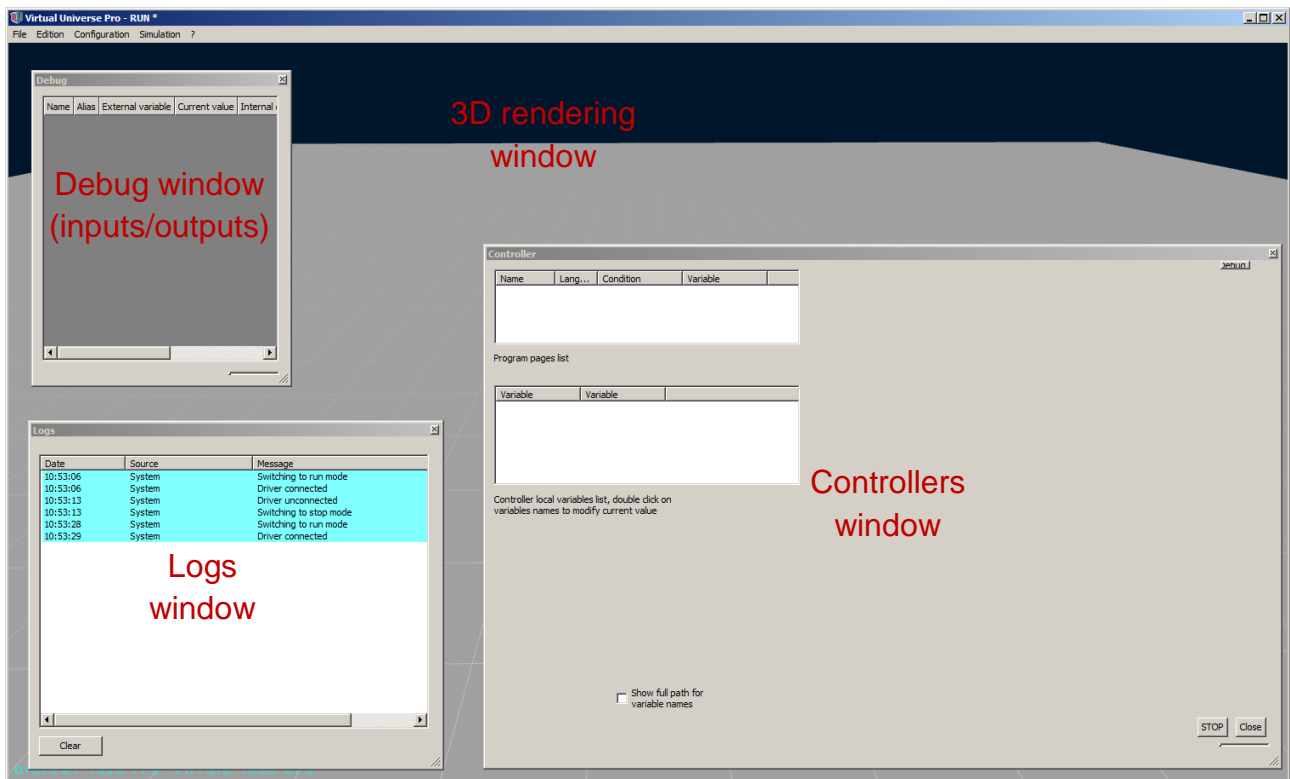 Virtual Universe Pro - RUN *
File Edition Configuration Simulation ?
Debug
Name Alias External variable Current value Internal
3D rendering
window
Debug window
(inputs/outputs)
Controller
Name Lang... Condition Variable
Program pages list
Variable Variable
Controller local variables list, double click on
variables names to modify current value
Controllers
window
Show full path for
variable names
STOP Close
Logs
Date Source Message
10:53:06 System Switching to run mode
10:53:06 System Driver connected
10:53:13 System Driver unconnected
10:53:13 System Switching to stop mode
10:53:28 System Switching to run mode
10:53:29 System Driver connected
Logs
window
Clear